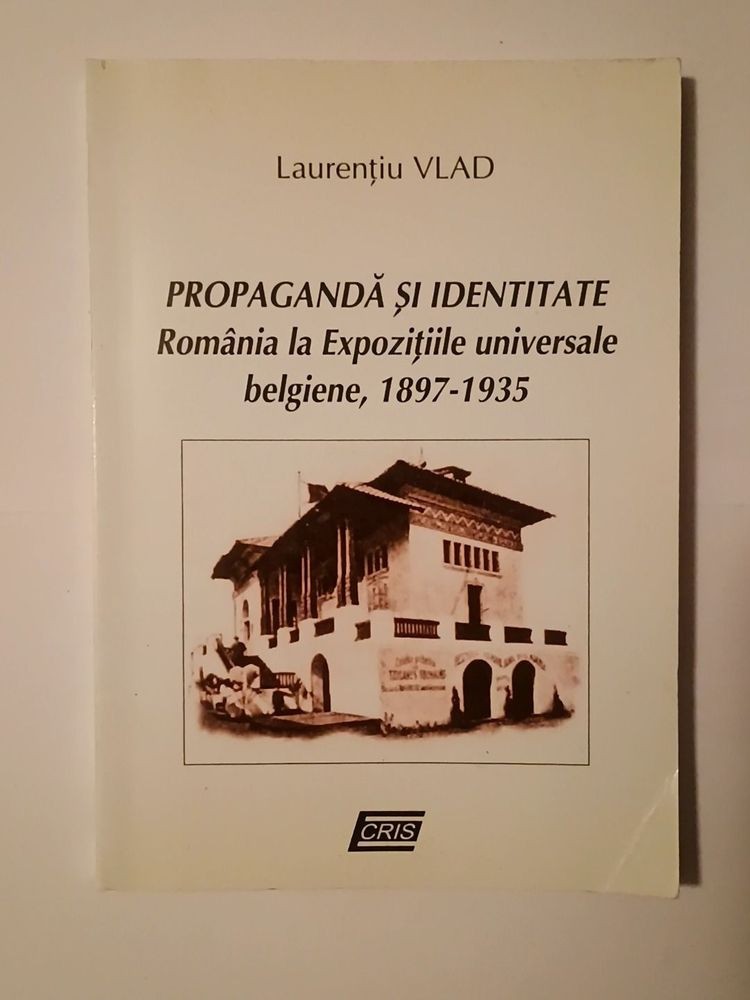 Laurențiu VLAD
PROPAGANDĂ ȘI IDENTITATE
România la Expozițiile universale
belgiene, 1897-1935
CRIS